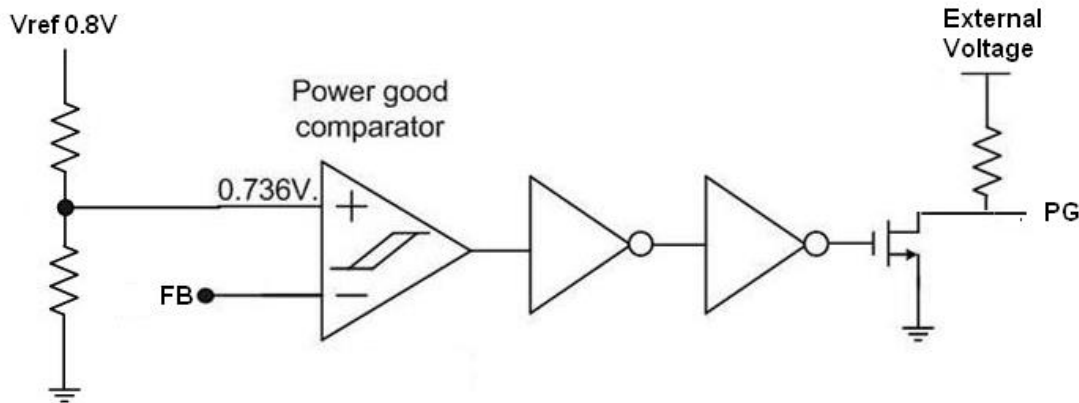 Vref 0.8V
External
Voltage
Power good
comparator
0.736V.
+
PG
FB
−